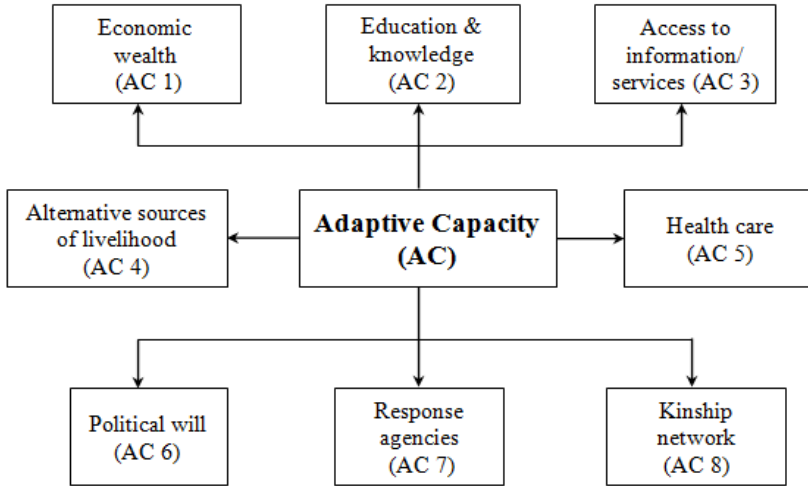 Economic
wealth
(AC 1)
Education &
knowledge
(AC 2)
Access to
information/
services (AC 3)
Alternative sources
of livelihood
(AC 4)
Adaptive Capacity
(AC)
Health care
(AC 5)
Political will
(AC 6)
Response
agencies
(AC 7)
Kinship
network
(AC 8)